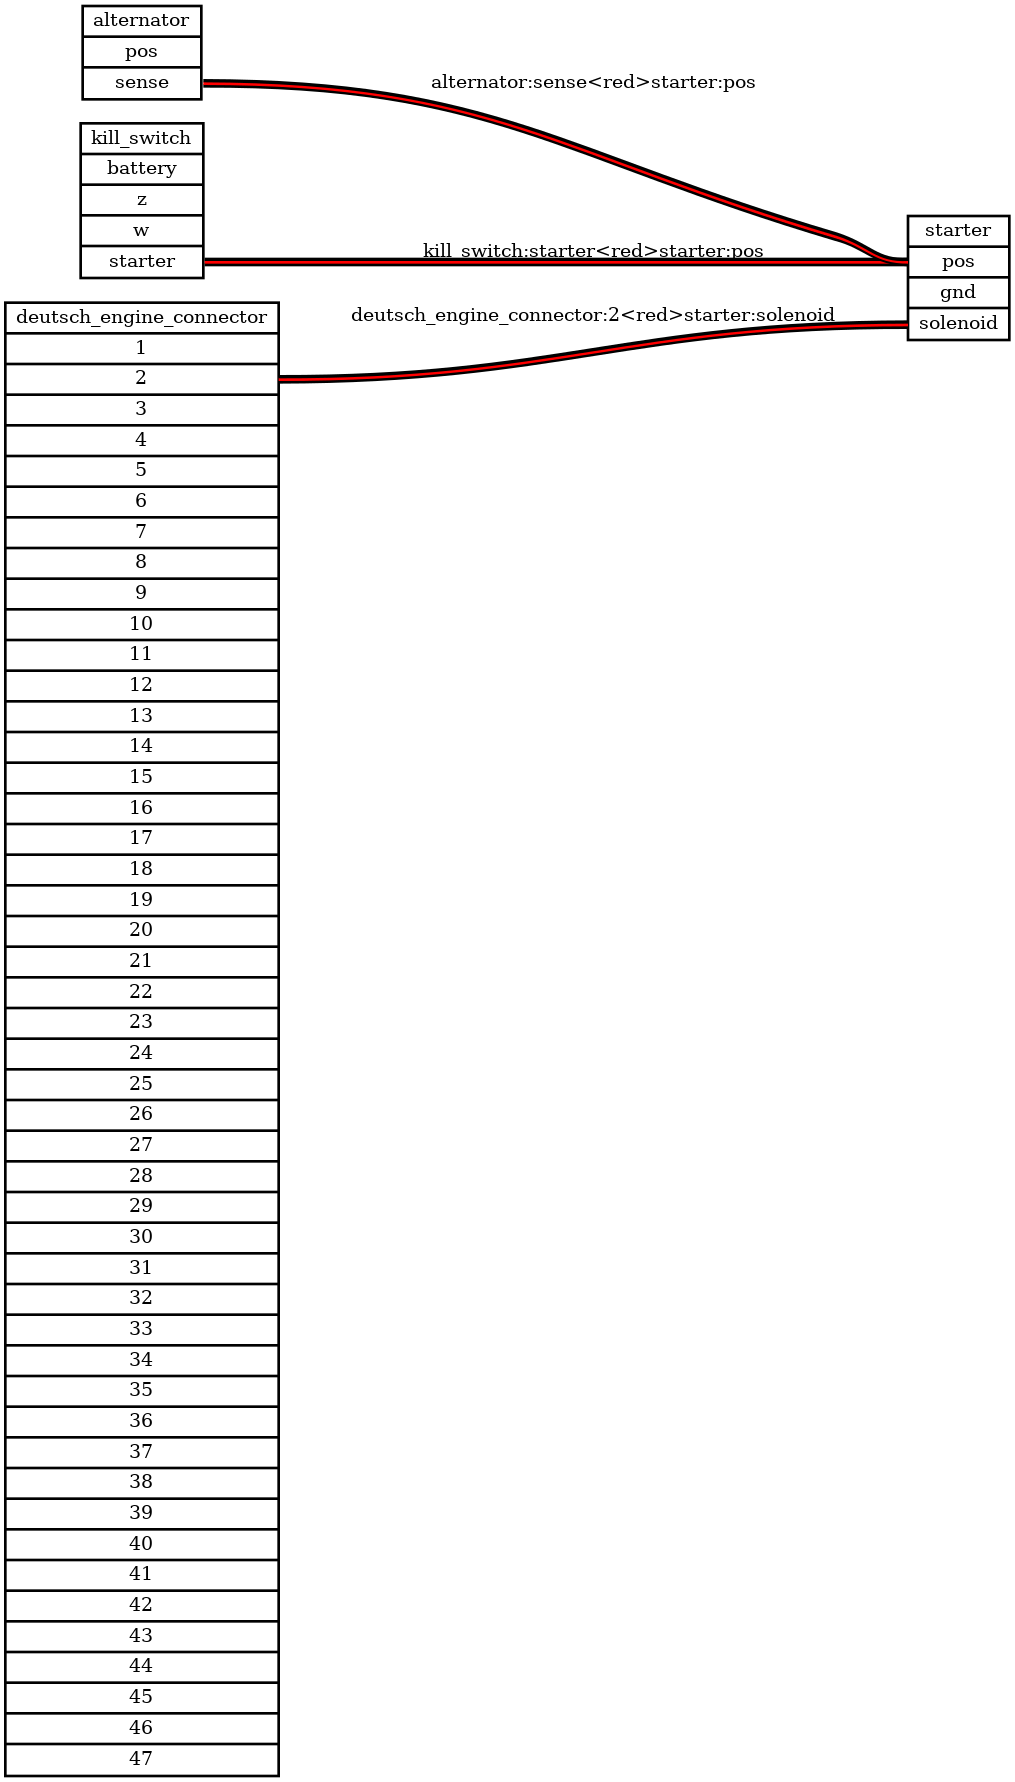 alternator
pos
sense
alternator:sense<red>starter:pos
kill_switch
battery
z
w
starter
kill_switch:starter<red>starter:pos
starter
pos
gnd
solenoid
deutsch_engine_connector:2<red>starter:solenoid
deutsch_engine_connector
1
2
3
4
5
6
7
8
9
10
11
12
13
14
15
16
17
18
19
20
21
22
23
24
25
26
27
28
29
30
31
32
33
34
35
36
37
38
39
40
41
42
43
44
45
46
47